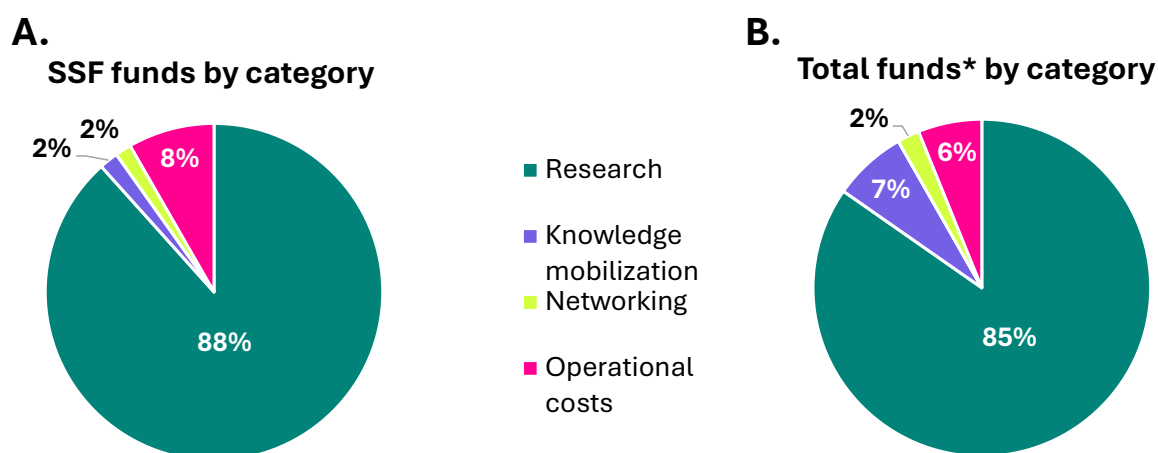 A.
SSF funds by category
2%
2%
8%
88%
Research
Knowledge
mobilization
Networking
Operational
costs
B.
Total funds* by category
2%
6%
7%
85%